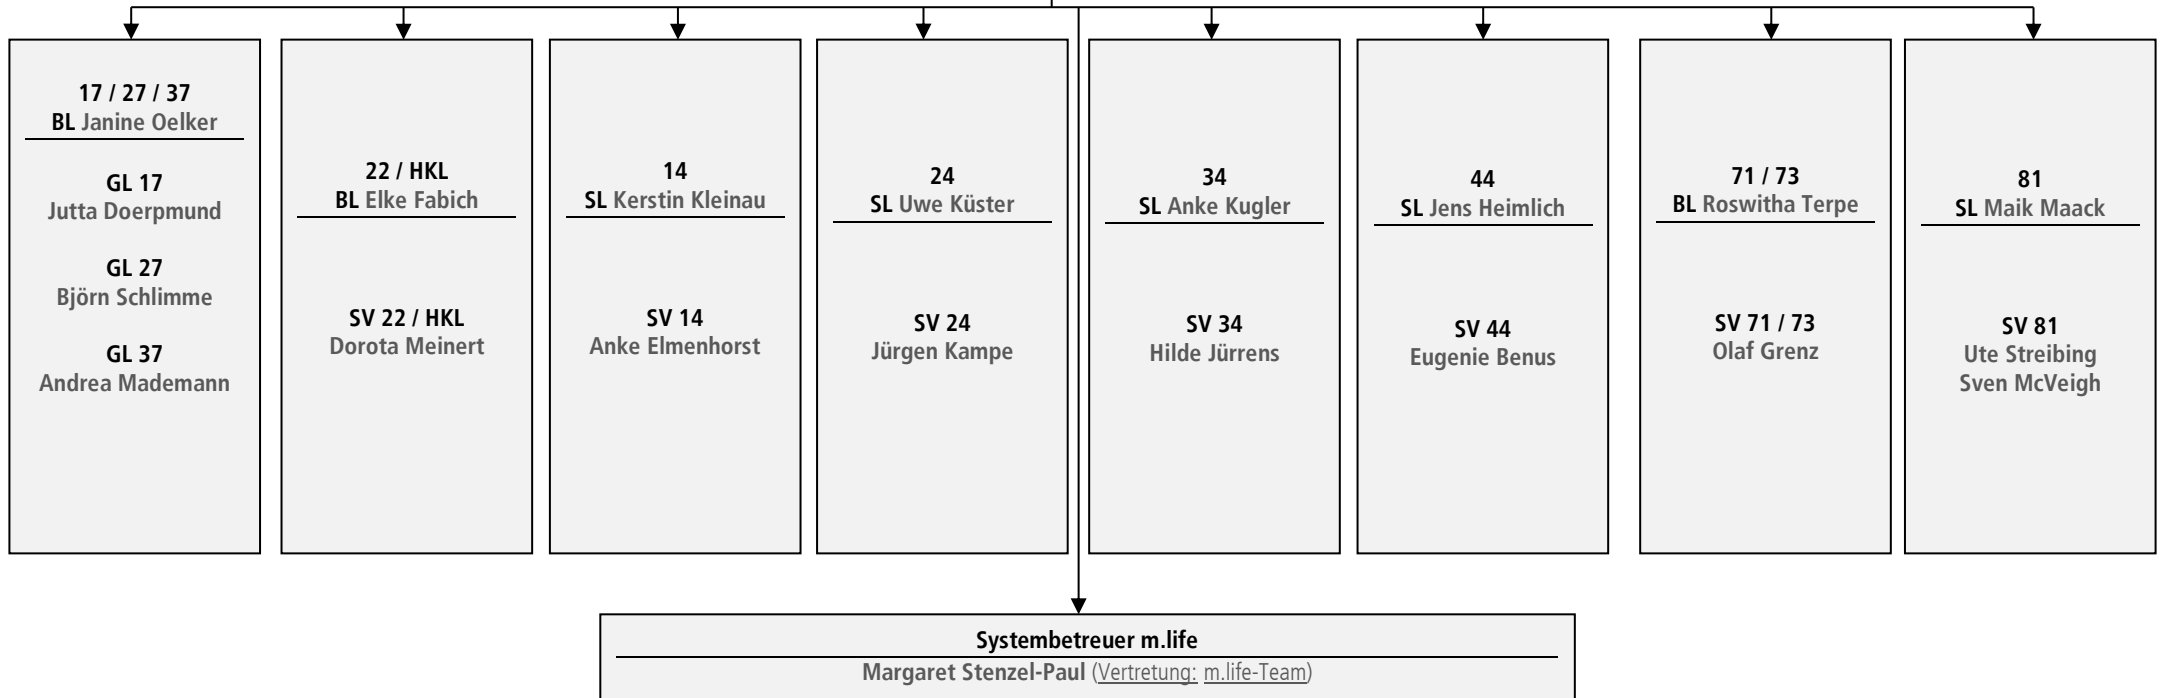 17 / 27 / 37
BL Janine Oelker
GL 17
Jutta Doerpmund
GL 27
Björn Schlimme
GL 37
Andrea Mademann
22 / HKL
BL Elke Fabich
SV 22 / HKL
Dorota Meinert
14
SL Kerstin Kleinau
SV 14
Anke Elmenhorst
24
SL Uwe Küster
SV 24
Jürgen Kampe
34
SL Anke Kugler
SV 34
Hilde Jürrens
44
SL Jens Heimlich
SV 44
Eugenie Benus
71 / 73
BL Roswitha Terpe
SV 71 / 73
Olaf Grenz
81
SL Maik Maack
SV 81
Ute Streibing
Sven McVeigh
Systembetreuer m.life
Margaret Stenzel-Paul (Vertretung: m.life-Team)